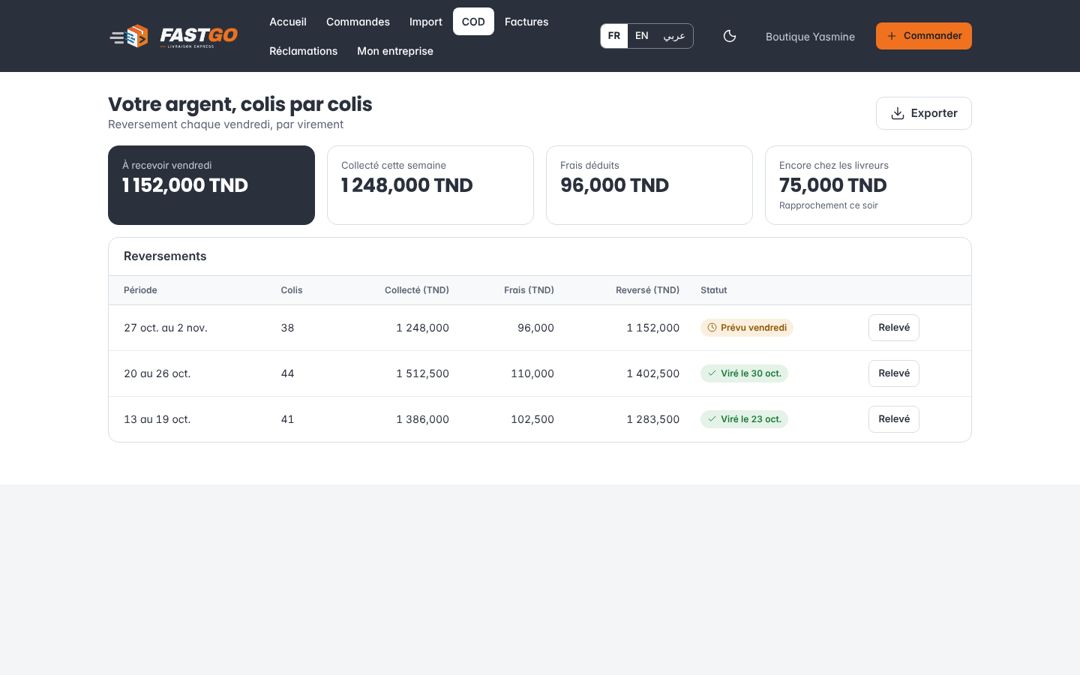 FASTGO
LIVRAISON EXPRESS
Accueil Commandes Import COD Factures
Réclamations Mon entreprise
FR EN عربي
Boutique Yasmine
Commander
Votre argent, colis par colis
Reversement chaque vendredi, par virement
Exporter
À recevoir vendredi
1 152,000 TND
Collecté cette semaine
1 248,000 TND
Frais déduits
96,000 TND
Encore chez les livreurs
75,000 TND
Rapprochement ce soir
Reversements
Période Colis Collecté (TND) Frais (TND) Reversé (TND) Statut
27 oct. au 2 nov. 38 1 248,000 96,000 1 152,000 Prévu vendredi Relevé
20 au 26 oct. 44 1 512,500 110,000 1 402,500 Viré le 30 oct. Relevé
13 au 19 oct. 41 1 386,000 102,500 1 283,500 Viré le 23 oct. Relevé